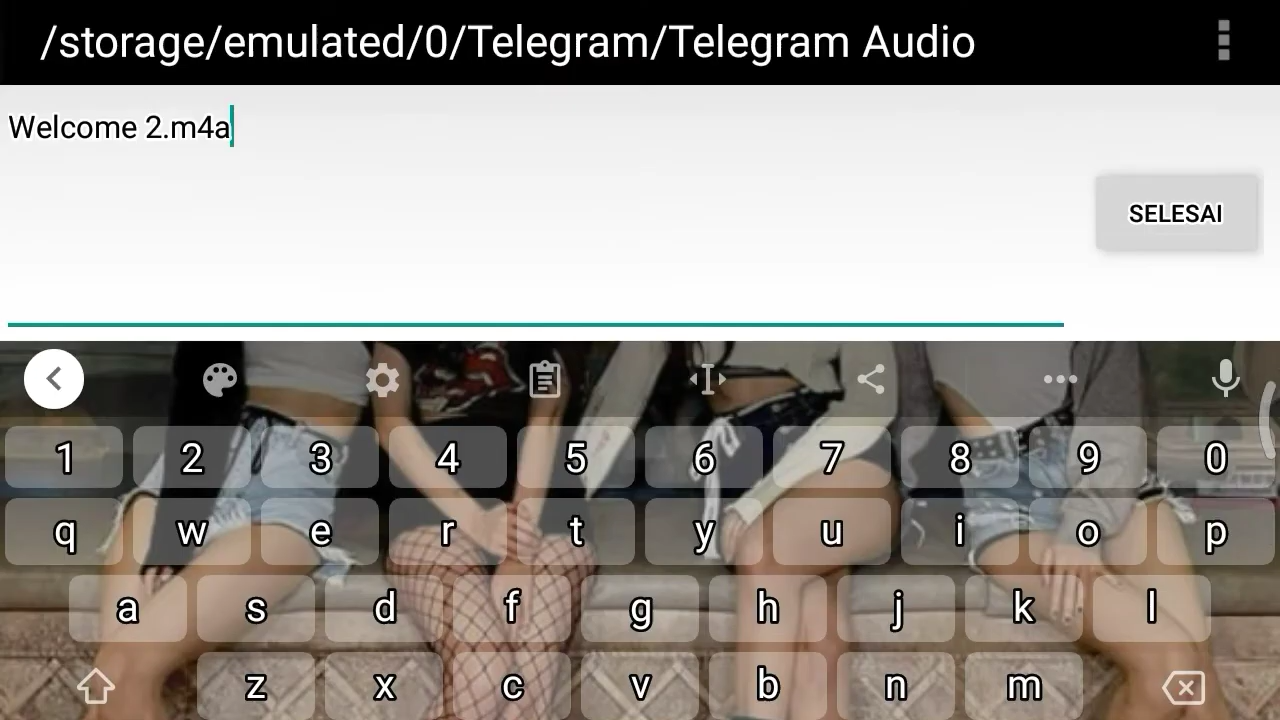 /storage/emulated/0/Telegram/Telegram Audio
Welcome 2.m4a
SELESAI
1 2 3 4 5 6 7 8 9 0
q w e r t y u i o p
a s d f g h j k l
z x c v b n m